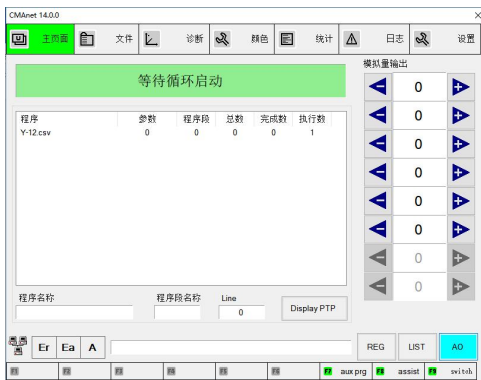 CMAnet 14.0.0
主页面 文件 诊断 颜色 统计 日志 设置
模拟量输出
等待循环启动
0
0
0
0
0
0
0
0
程序 参数 程序段 总数 完成数 执行数
Y-12.csv 0 0 0 0 1
程序名称 程序段名称 Line
0
Display PTP
Er Ea A REG LIST AO
F1 F2 F3 F4 F5 F6 F7 aux prg F8 assist F9 switch